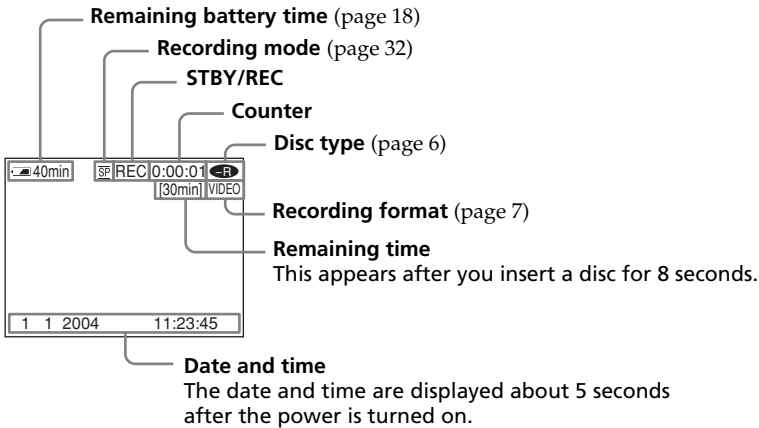 Remaining battery time (page 18)
Recording mode (page 32)
STBY/REC
Counter
Disc type (page 6)
40min SP REC 0:00:01 -R
[30min] VIDEO
Recording format (page 7)
Remaining time
This appears after you insert a disc for 8 seconds.
1 1 2004 11:23:45
Date and time
The date and time are displayed about 5 seconds
after the power is turned on.